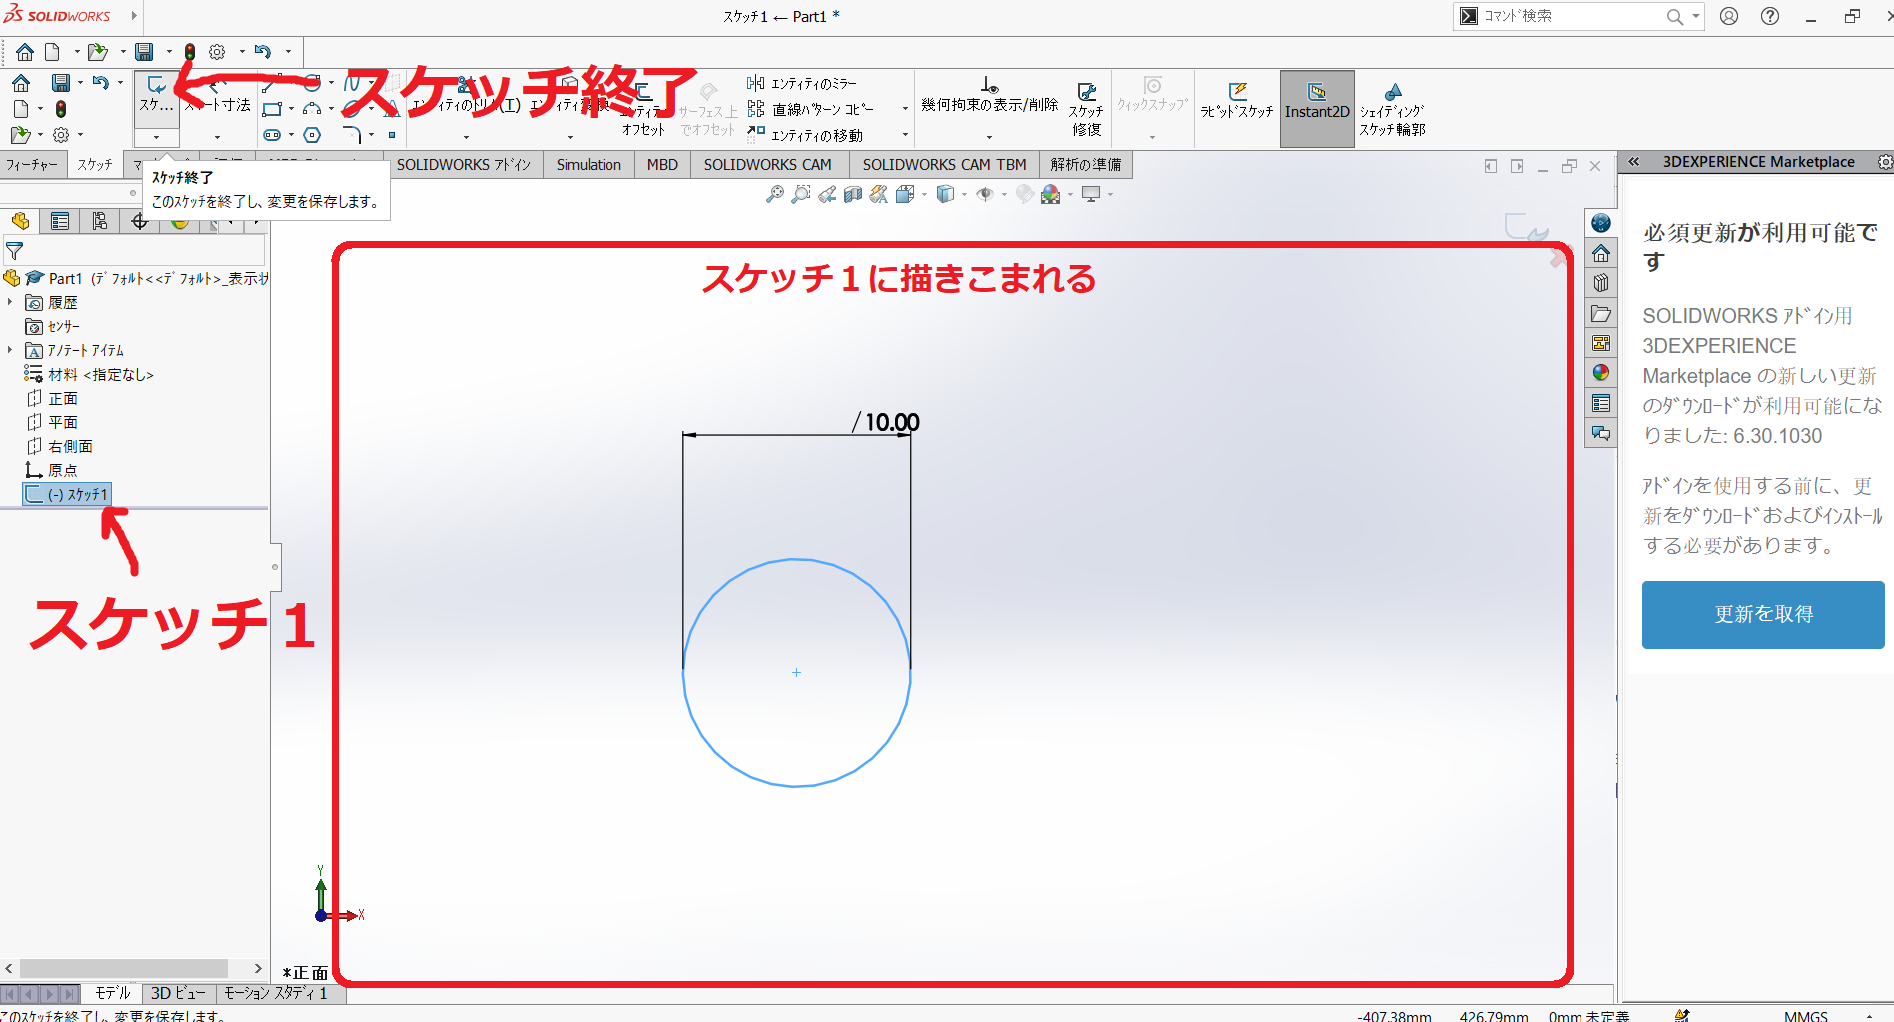 SOLIDWORKS
スケッチ1 ← Part1 *
コマンド検索
スケ...
スマート寸法
スケッチ終了
エンティティのトリム(T)
オフセット
サーフェス上
でオフセット
エンティティのミラー
直線パターン コピー
エンティティの移動
幾何拘束の表示/削除
スケッチ
修復
クィックスナップ
ラピッドスケッチ
Instant2D
シェイディング
スケッチ輪郭
フィーチャー
スケッチ
SOLIDWORKS アドイン
Simulation
MBD
SOLIDWORKS CAM
SOLIDWORKS CAM TBM
解析の準備
スケッチ終了
このスケッチを終了し、変更を保存します。
3DEXPERIENCE Marketplace
必須更新が利用可能で
す
SOLIDWORKS アドイン用
3DEXPERIENCE
Marketplace の新しい更新
のダウンロードが利用可能にな
りました: 6.30.1030
アドインを使用する前に、更
新をダウンロードおよびインストール
する必要があります。
更新を取得
Part1 (デフォルト<<デフォルト>_表示状
履歴
センサー
アノテート アイテム
材料 <指定なし>
正面
平面
右側面
原点
(-) スケッチ1
スケッチ１
スケッチ１に描きこまれる
10.00
Y
X
*正面
モデル
3D ビュー
モーション スタディ 1
このスケッチを終了し、変更を保存します。
-407.38mm
426.79mm
0mm
未定義
MMGS